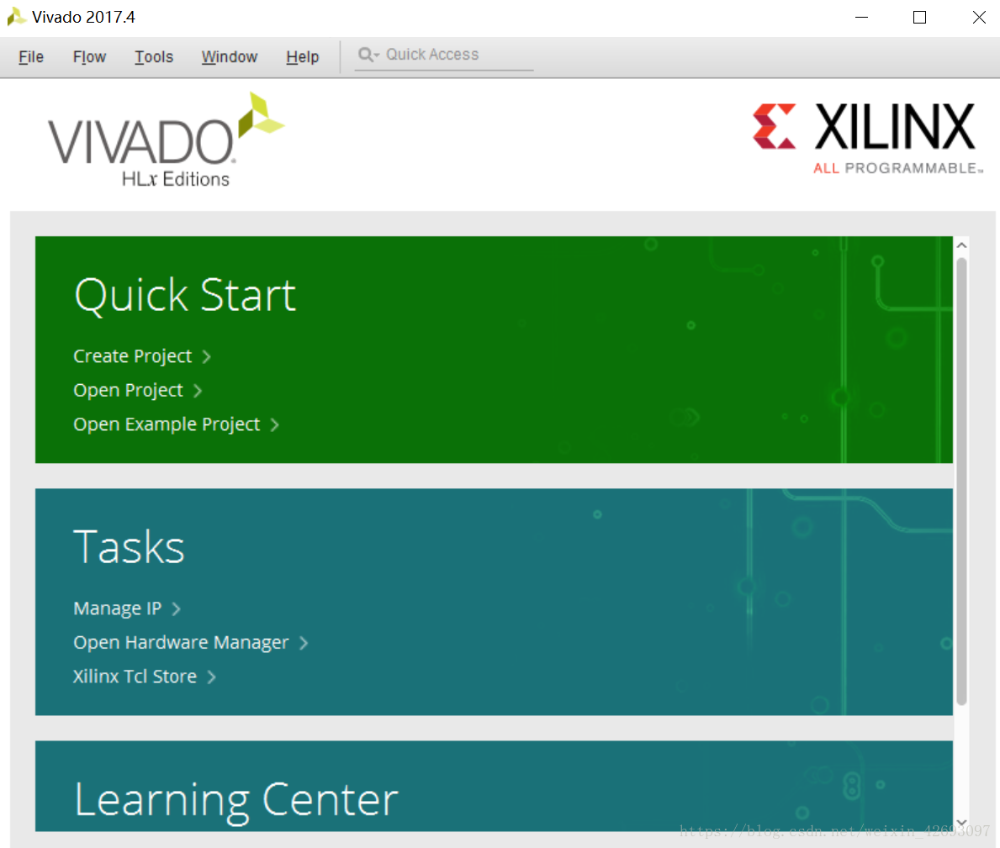 Vivado 2017.4
File Flow Tools Window Help Quick Access
VIVADO.
HLx Editions
XILINX
ALL PROGRAMMABLE™
Quick Start
Create Project
Open Project
Open Example Project
Tasks
Manage IP
Open Hardware Manager
Xilinx Tcl Store
Learning Center
https://blog.csdn.net/weixin_42693097